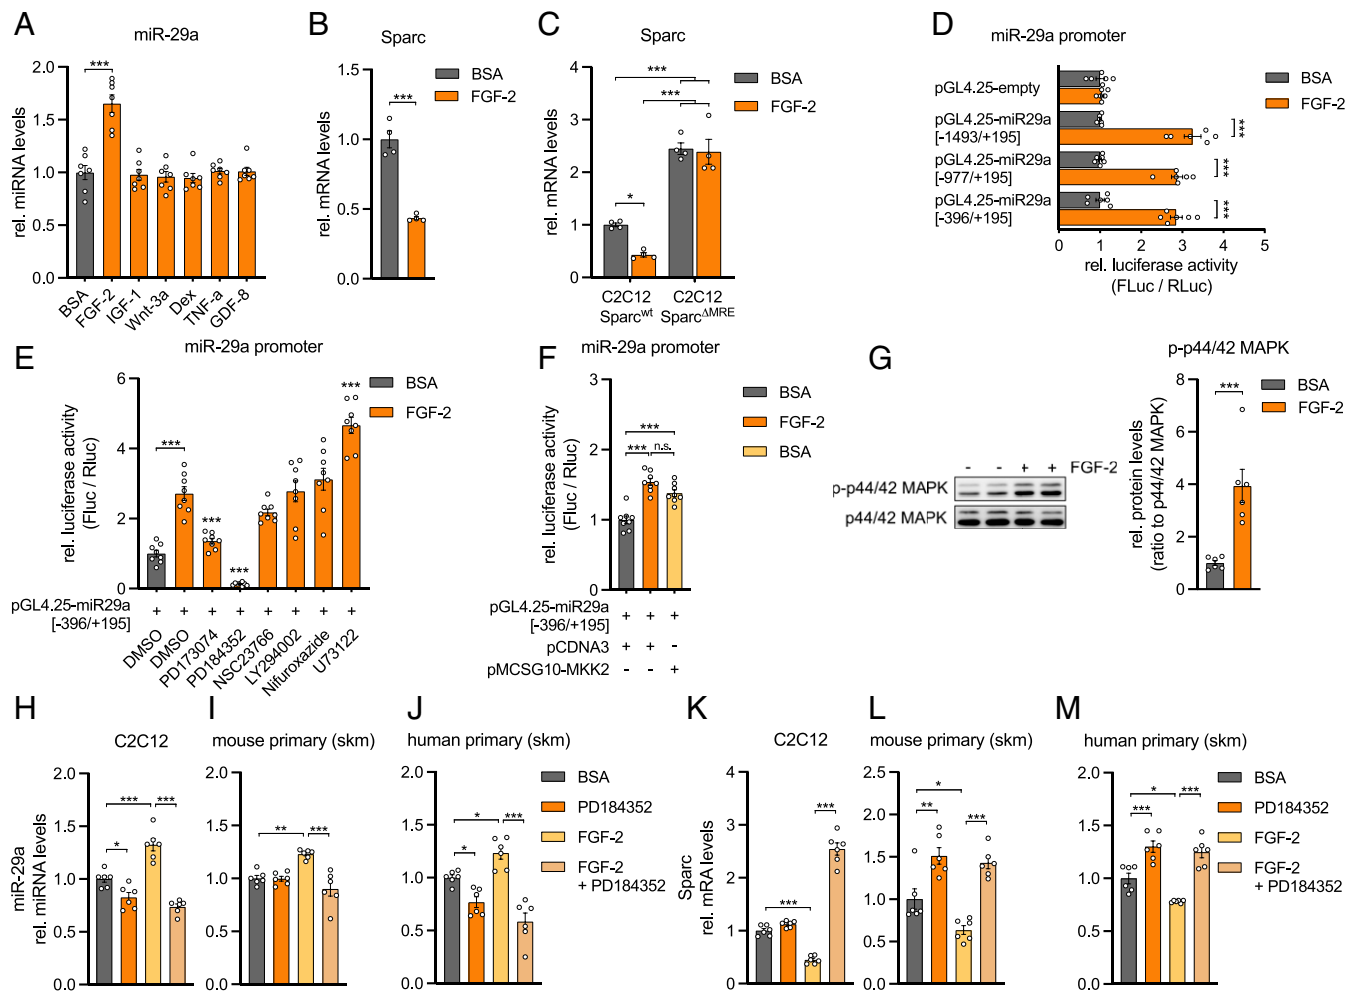 A
miR-29a
rel. miRNA levels
2.0
1.5
1.0
0.5
0.0
***
BSA
FGF-2
IGF-1
Wnt-3a
Dex
TNF-a
GDF-8
B
Sparc
rel. mRNA levels
1.5
1.0
0.5
0.0
***
BSA
FGF-2
C
Sparc
rel. mRNA levels
4
3
2
1
0
***
***
*
C2C12
Sparcwt
C2C12
SparcΔMRE
BSA
FGF-2
D
miR-29a promoter
pGL4.25-empty
pGL4.25-miR29a
[-1493/+195]
pGL4.25-miR29a
[-977/+195]
pGL4.25-miR29a
[-396/+195]
***
***
***
0 1 2 3 4 5
rel. luciferase activity
(FLuc / RLuc)
BSA
FGF-2
E
miR-29a promoter
rel. luciferase activity
(Fluc / Rluc)
6
4
2
0
***
***
***
***
BSA
FGF-2
pGL4.25-miR29a
[-396/+195]
+ + + + + + + +
DMSO
DMSO
PD173074
PD184352
NSC23766
LY294002
Nifuroxazide
U73122
F
miR-29a promoter
rel. luciferase activity
(Fluc / Rluc)
3
2
1
0
***
*** n.s.
BSA
FGF-2
BSA
pGL4.25-miR29a
[-396/+195]
+ + +
pCDNA3 + + -
pMCSG10-MKK2 - - +
G
- - + + FGF-2
p-p44/42 MAPK
p44/42 MAPK
p-p44/42 MAPK
rel. protein levels
(ratio to p44/42 MAPK)
8
6
4
2
0
***
BSA
FGF-2
H
C2C12
miR-29a
rel. miRNA levels
2.0
1.5
1.0
0.5
0.0
*** ***
*
I
mouse primary (skm)
2.0
1.5
1.0
0.5
0.0
** ***
J
human primary (skm)
2.0
1.5
1.0
0.5
0.0
* ***
*
BSA
PD184352
FGF-2
FGF-2
+ PD184352
K
C2C12
Sparc
rel. mRA levels
4
2
0
***
***
L
mouse primary (skm)
2.5
2.0
1.5
1.0
0.5
0.0
*
** ***
M
human primary (skm)
2.0
1.5
1.0
0.5
0.0
*
*** ***
BSA
PD184352
FGF-2
FGF-2
+ PD184352